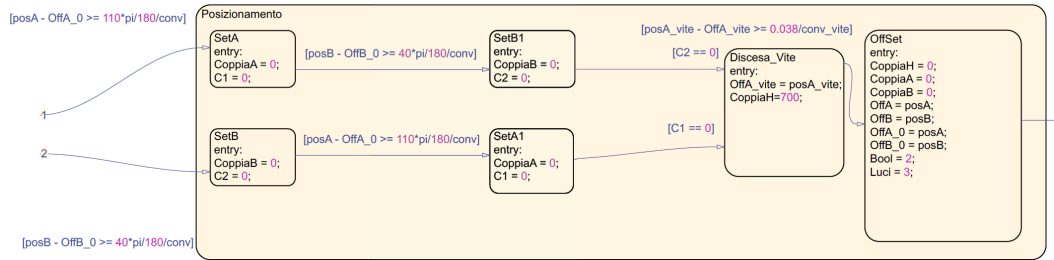 [posA - OffA_0 >= 110*pi/180/conv]
Posizionamento
SetA
entry:
CoppiaA = 0;
C1 = 0;
[posB - OffB_0 >= 40*pi/180/conv]
SetB1
entry:
CoppiaB = 0;
C2 = 0;
[posA_vite - OffA_vite >= 0.038/conv_vite]
[C2 == 0]
Discesa_Vite
entry:
OffA_vite = posA_vite;
CoppiaH=700;
OffSet
entry:
CoppiaH = 0;
CoppiaA = 0;
CoppiaB = 0;
OffA = posA;
OffB = posB;
OffA_0 = posA;
OffB_0 = posB;
Bool = 2;
Luci = 3;
1
2
SetB
entry:
CoppiaB = 0;
C2 = 0;
[posA - OffA_0 >= 110*pi/180/conv]
SetA1
entry:
CoppiaA = 0;
C1 = 0;
[C1 == 0]
[posB - OffB_0 >= 40*pi/180/conv]